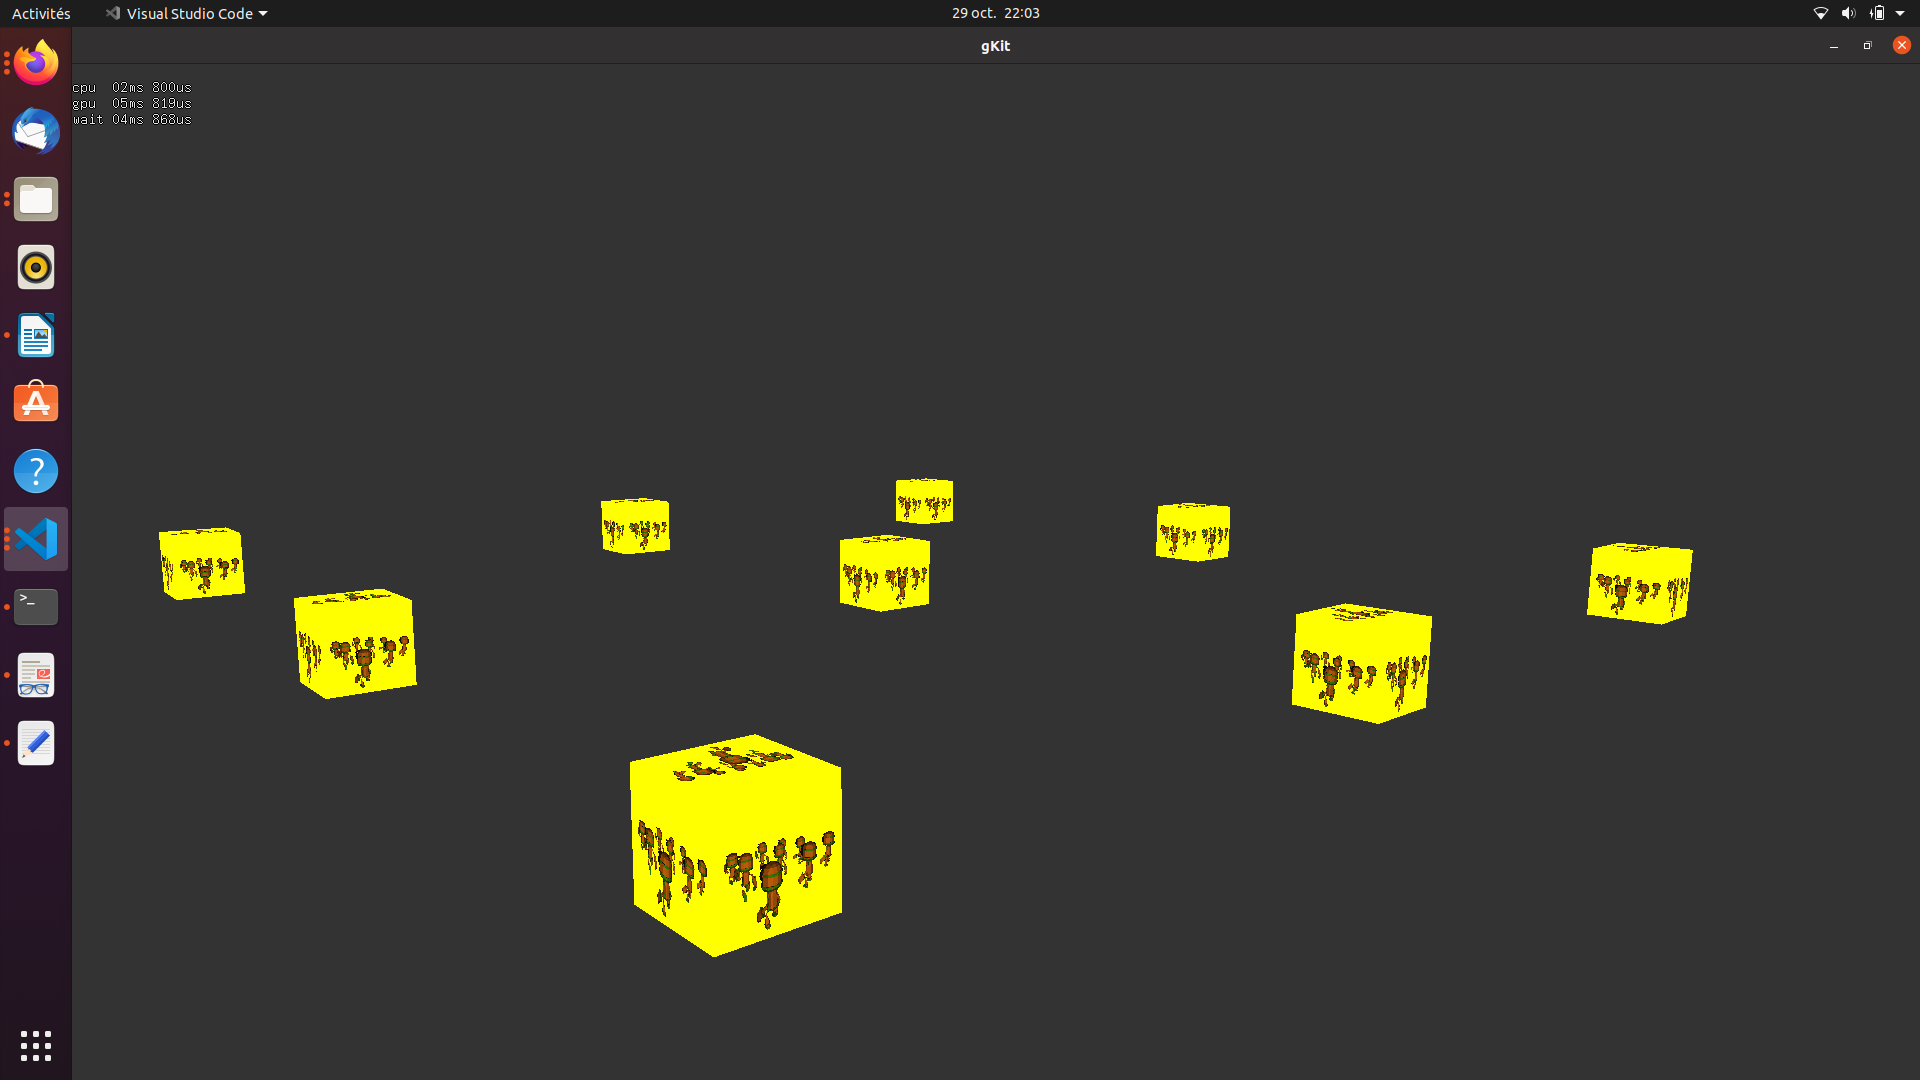 Activités Visual Studio Code 29 oct. 22:03
gKit
cpu 02ms 800us
gpu 05ms 819us
wait 04ms 868us